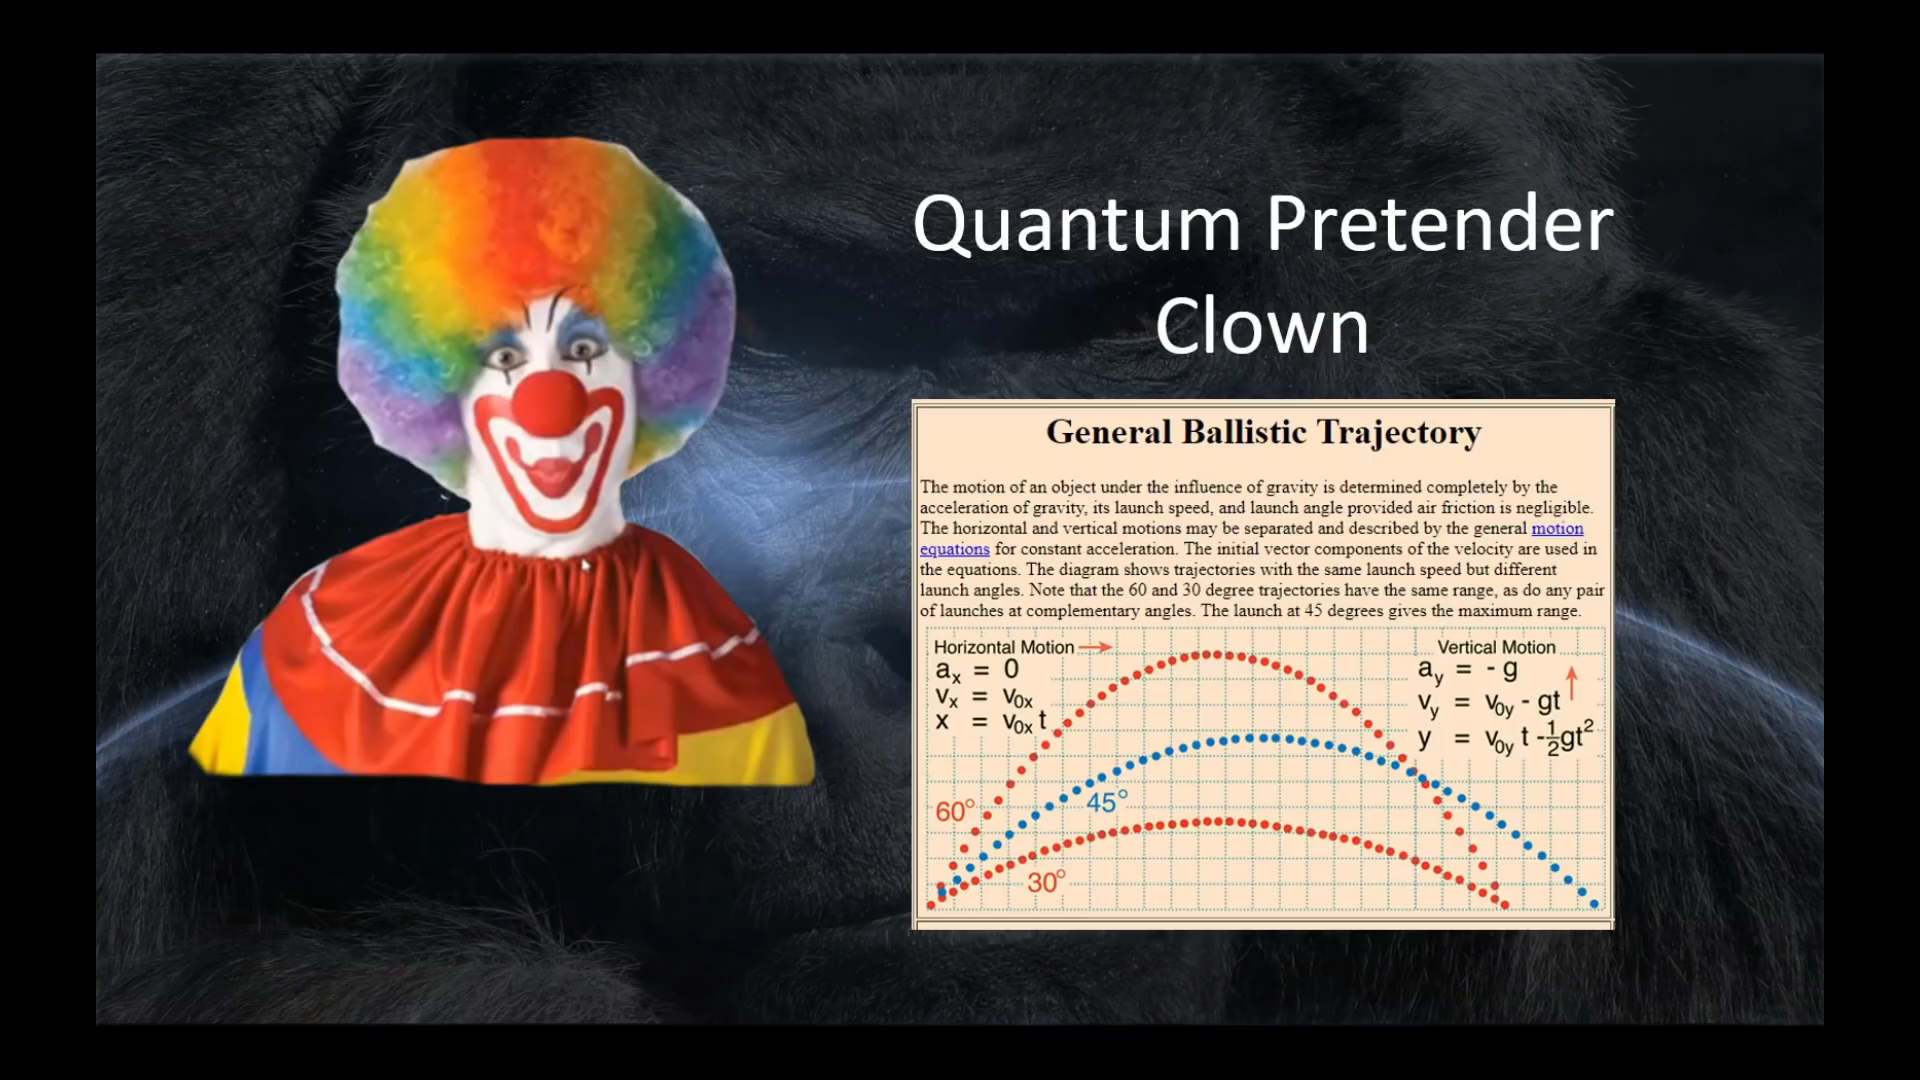 Quantum Pretender
Clown
General Ballistic Trajectory
The motion of an object under the influence of gravity is determined completely by the
acceleration of gravity, its launch speed, and launch angle provided air friction is negligible.
The horizontal and vertical motions may be separated and described by the general motion
equations for constant acceleration. The initial vector components of the velocity are used in
the equations. The diagram shows trajectories with the same launch speed but different
launch angles. Note that the 60 and 30 degree trajectories have the same range, as do any pair
of launches at complementary angles. The launch at 45 degrees gives the maximum range.
Horizontal Motion
aₓ = 0
vₓ = v₀ₓ
x = v₀ₓ t
Vertical Motion
a_y = - g
v_y = v_0y - gt
y = v_0y t - ½gt²
60°
45°
30°